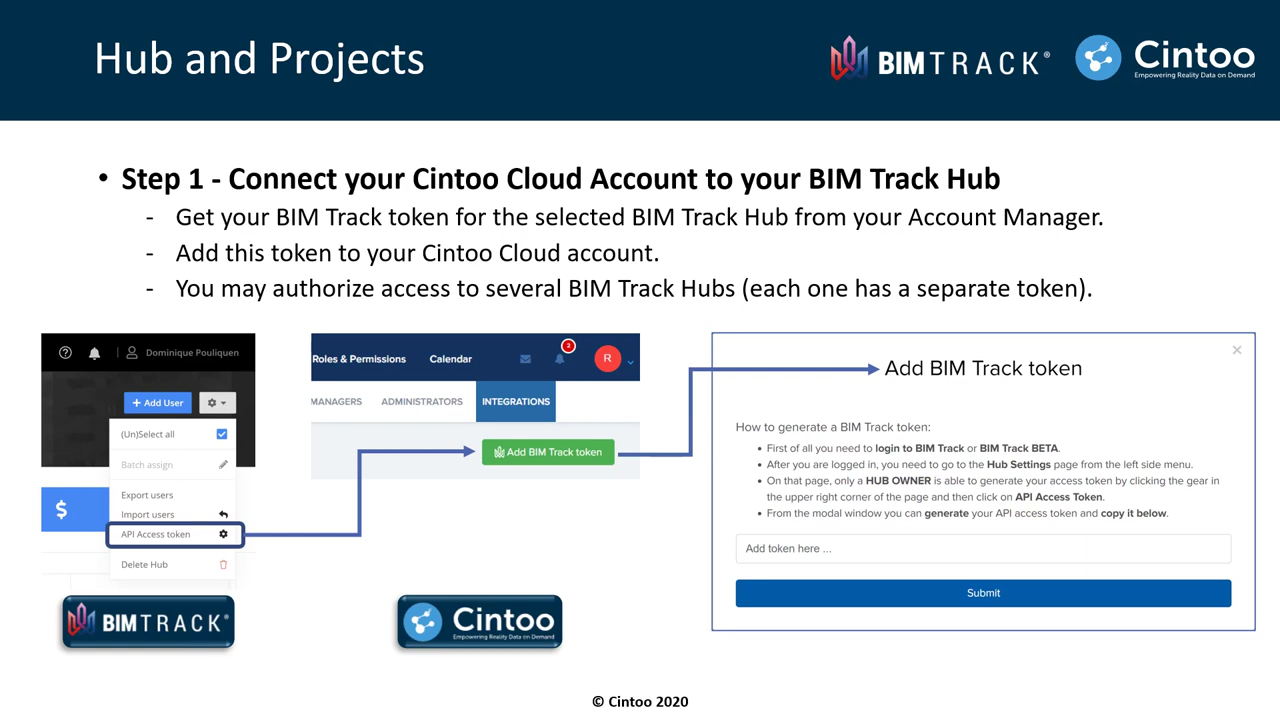 Hub and Projects
BIMTRACK®
Cintoo
Empowering Reality Data on Demand
• Step 1 - Connect your Cintoo Cloud Account to your BIM Track Hub
- Get your BIM Track token for the selected BIM Track Hub from your Account Manager.
- Add this token to your Cintoo Cloud account.
- You may authorize access to several BIM Track Hubs (each one has a separate token).
Dominique Pouliquen
+ Add User
(Un)Select all
Batch assign
Export users
Import users
API Access token
Delete Hub
$
BIMTRACK®
Roles & Permissions Calendar
2
R
MANAGERS ADMINISTRATORS INTEGRATIONS
Add BIM Track token
Cintoo
Empowering Reality Data on Demand
×
Add BIM Track token
How to generate a BIM Track token:
• First of all you need to login to BIM Track or BIM Track BETA.
• After you are logged in, you need to go to the Hub Settings page from the left side menu.
• On that page, only a HUB OWNER is able to generate your access token by clicking the gear in
the upper right corner of the page and then click on API Access Token.
• From the modal window you can generate your API access token and copy it below.
Add token here ...
Submit
© Cintoo 2020